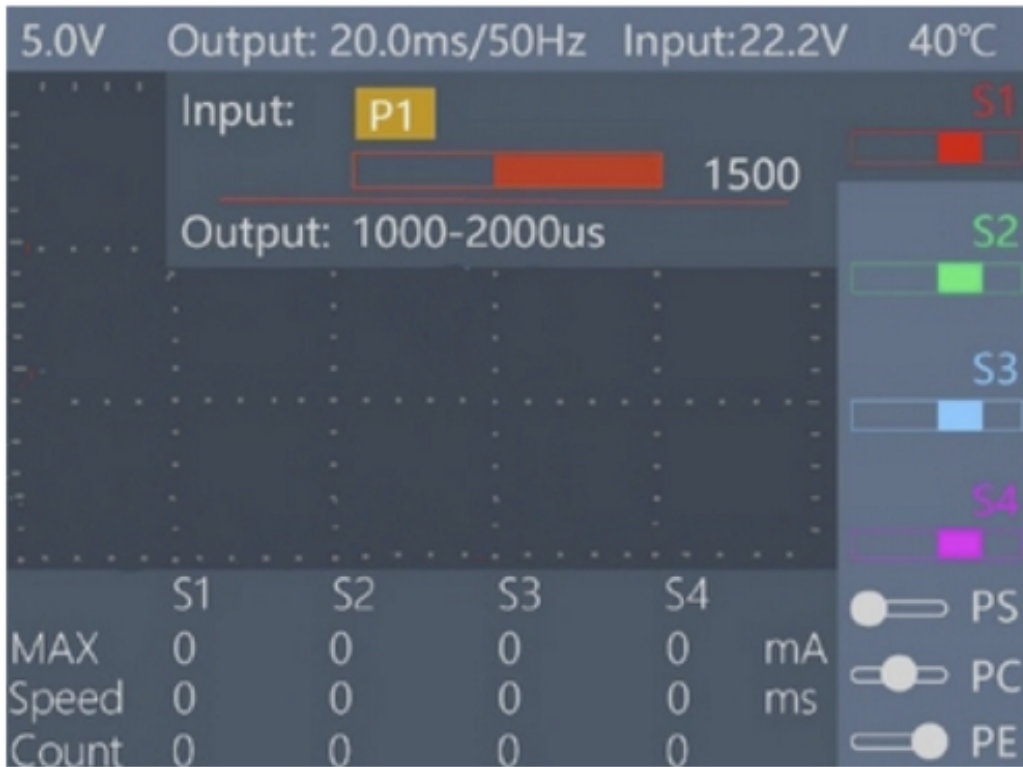 5.0V Output: 20.0ms/50Hz Input:22.2V 40℃
Input: P1
1500
Output: 1000-2000us
S1
S2
S3
S4
S1 S2 S3 S4
MAX 0 0 0 0 mA
Speed 0 0 0 0 ms
Count 0 0 0 0
PS
PC
PE